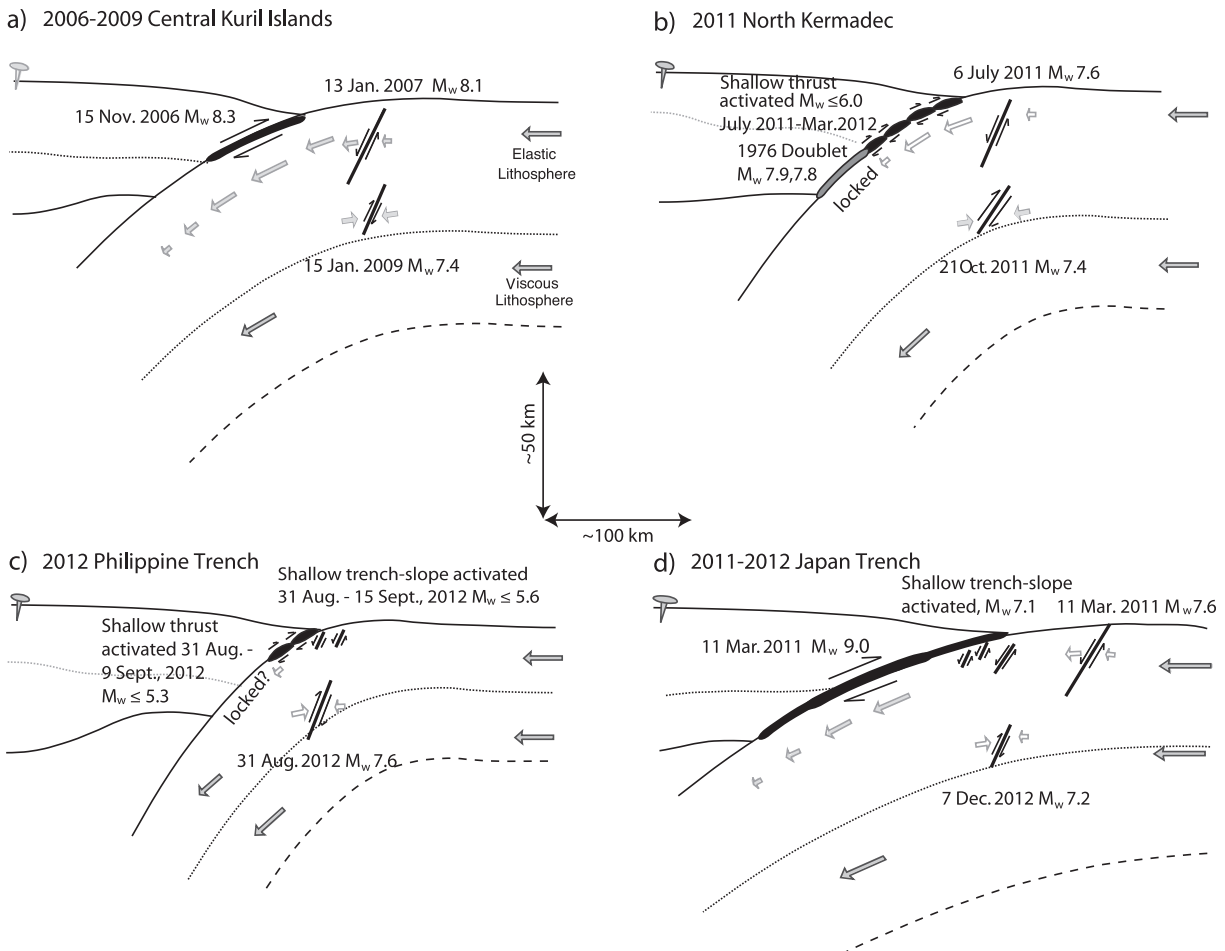 a) 2006-2009 Central Kuril Islands
13 Jan. 2007 Mw 8.1
15 Nov. 2006 Mw 8.3
Elastic
Lithosphere
15 Jan. 2009 Mw 7.4
Viscous
Lithosphere
b) 2011 North Kermadec
6 July 2011 Mw 7.6
Shallow thrust
activated Mw ≤6.0
July 2011-Mar. 2012
1976 Doublet
Mw 7.9,7.8
locked
21 Oct. 2011 Mw 7.4
~50 km
~100 km
c) 2012 Philippine Trench
Shallow trench-slope activated
31 Aug. - 15 Sept., 2012 Mw ≤ 5.6
Shallow thrust
activated 31 Aug. -
9 Sept., 2012
Mw ≤ 5.3
locked?
31 Aug. 2012 Mw 7.6
d) 2011-2012 Japan Trench
Shallow trench-slope
activated, Mw 7.1
11 Mar. 2011 Mw 7.6
11 Mar. 2011 Mw 9.0
7 Dec. 2012 Mw 7.2